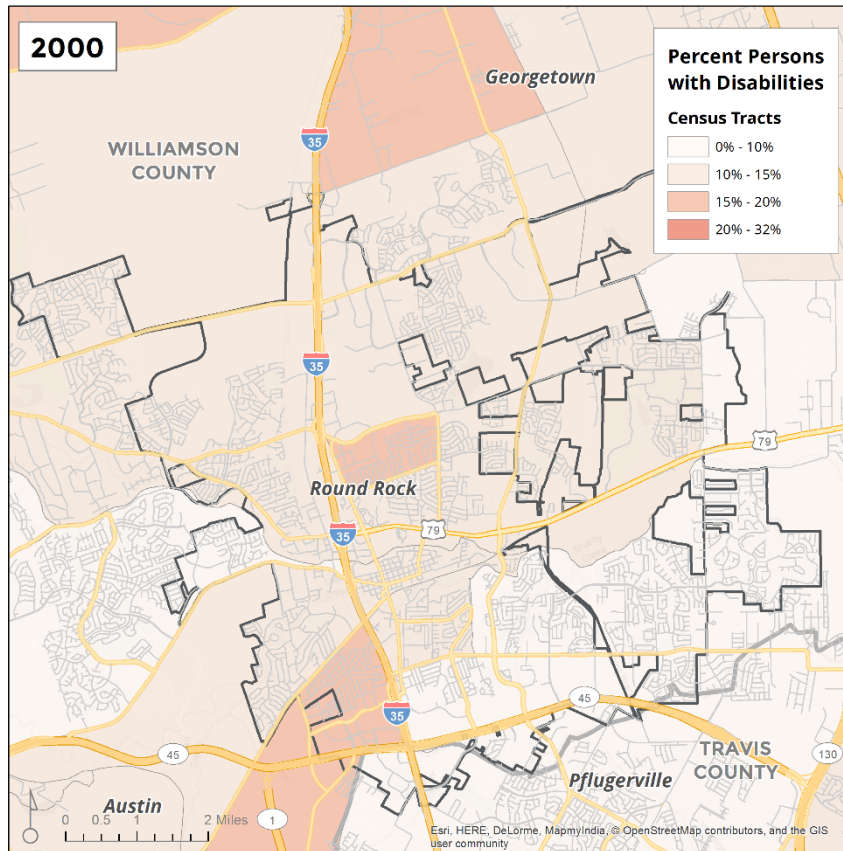 2000
Georgetown
Percent Persons
with Disabilities
Census Tracts
0% - 10%
10% - 15%
15% - 20%
20% - 32%
WILLIAMSON
COUNTY
35
35
79
Round Rock
79
35
35
45
45
TRAVIS
COUNTY
130
Pflugerville
Austin
1
0 0.5 1 2 Miles
Esri, HERE, DeLorme, MapmyIndia, © OpenStreetMap contributors, and the GIS
user community